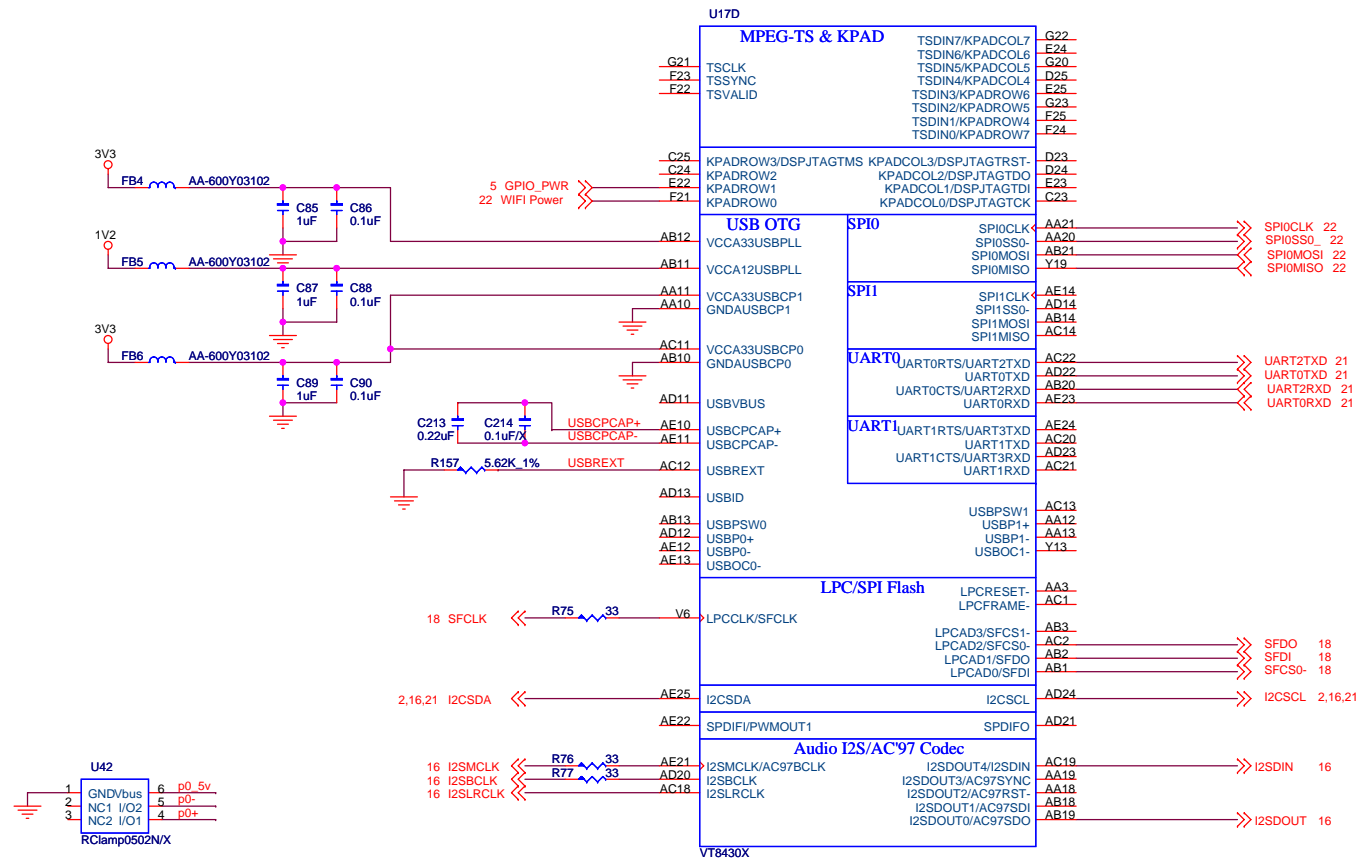 U17D
MPEG-TS & KPAD
G21 TSCLK
F23 TSSYNC
F22 TSVALID
TSDIN7/KPADCOL7 G22
TSDIN6/KPADCOL6 E24
TSDIN5/KPADCOL5 G20
TSDIN4/KPADCOL4 D25
TSDIN3/KPADROW6 E25
TSDIN2/KPADROW5 G23
TSDIN1/KPADROW4 F25
TSDIN0/KPADROW7 F24
C25 KPADROW3/DSPJTAGTMS KPADCOL3/DSPJTAGTRST- D23
C24 KPADROW2 KPADCOL2/DSPJTAGTDO D24
5 GPIO_PWR E22 KPADROW1 KPADCOL1/DSPJTAGTDI E23
22 WIFI Power F21 KPADROW0 KPADCOL0/DSPJTAGTCK C23
3V3
FB4 AA-600Y03102
C85 1uF
C86 0.1uF
1V2
FB5 AA-600Y03102
C87 1uF
C88 0.1uF
3V3
FB6 AA-600Y03102
C89 1uF
C90 0.1uF
USB OTG
AB12 VCCA33USBPLL
AB11 VCCA12USBPLL
AA11 VCCA33USBCP1
AA10 GNDAUSBCP1
AC11 VCCA33USBCP0
AB10 GNDAUSBCP0
AD11 USBVBUS
C213 0.22uF
C214 0.1uF/X
USBCPCAP+ AE10 USBCPCAP+
USBCPCAP- AE11 USBCPCAP-
R157 5.62K_1% USBREXT AC12 USBREXT
AD13 USBID
AB13 USBPSW0
AD12 USBP0+
AE12 USBP0-
AE13 USBOC0-
SPI0
SPI0CLK AA21 SPI0CLK 22
SPI0SS0- AA20 SPI0SS0_ 22
SPI0MOSI AB21 SPI0MOSI 22
SPI0MISO Y19 SPI0MISO 22
SPI1
SPI1CLK AE14
SPI1SS0- AD14
SPI1MOSI AB14
SPI1MISO AC14
UART0
UART0RTS/UART2TXD AC22 UART2TXD 21
UART0TXD AD22 UART0TXD 21
UART0CTS/UART2RXD AB20 UART2RXD 21
UART0RXD AE23 UART0RXD 21
UART1
UART1RTS/UART3TXD AE24
UART1TXD AC20
UART1CTS/UART3RXD AD23
UART1RXD AC21
USBPSW1 AC13
USBP1+ AA12
USBP1- AA13
USBOC1- Y13
LPC/SPI Flash
18 SFCLK R75 33 V6 LPCCLK/SFCLK
LPCRESET- AA3
LPCFRAME- AC1
LPCAD3/SFCS1- AB3
LPCAD2/SFCS0- AC2 SFDO 18
LPCAD1/SFDO AB2 SFDI 18
LPCAD0/SFDI AB1 SFCS0- 18
2,16,21 I2CSDA AE25 I2CSDA I2CSCL AD24 I2CSCL 2,16,21
AE22 SPDIFI/PWMOUT1 SPDIFO AD21
Audio I2S/AC'97 Codec
16 I2SMCLK R76 33 AE21 I2SMCLK/AC97BCLK
16 I2SBCLK R77 33 AD20 I2SBCLK
16 I2SLRCLK AC18 I2SLRCLK
I2SDOUT4/I2SDIN AC19 I2SDIN 16
I2SDOUT3/AC97SYNC AA19
I2SDOUT2/AC97RST- AA18
I2SDOUT1/AC97SDI AB18
I2SDOUT0/AC97SDO AB19 I2SDOUT 16
VT8430X
U42
1 GND Vbus 6 p0_5v
2 NC1 I/O2 5 p0-
3 NC2 I/O1 4 p0+
RClamp0502N/X